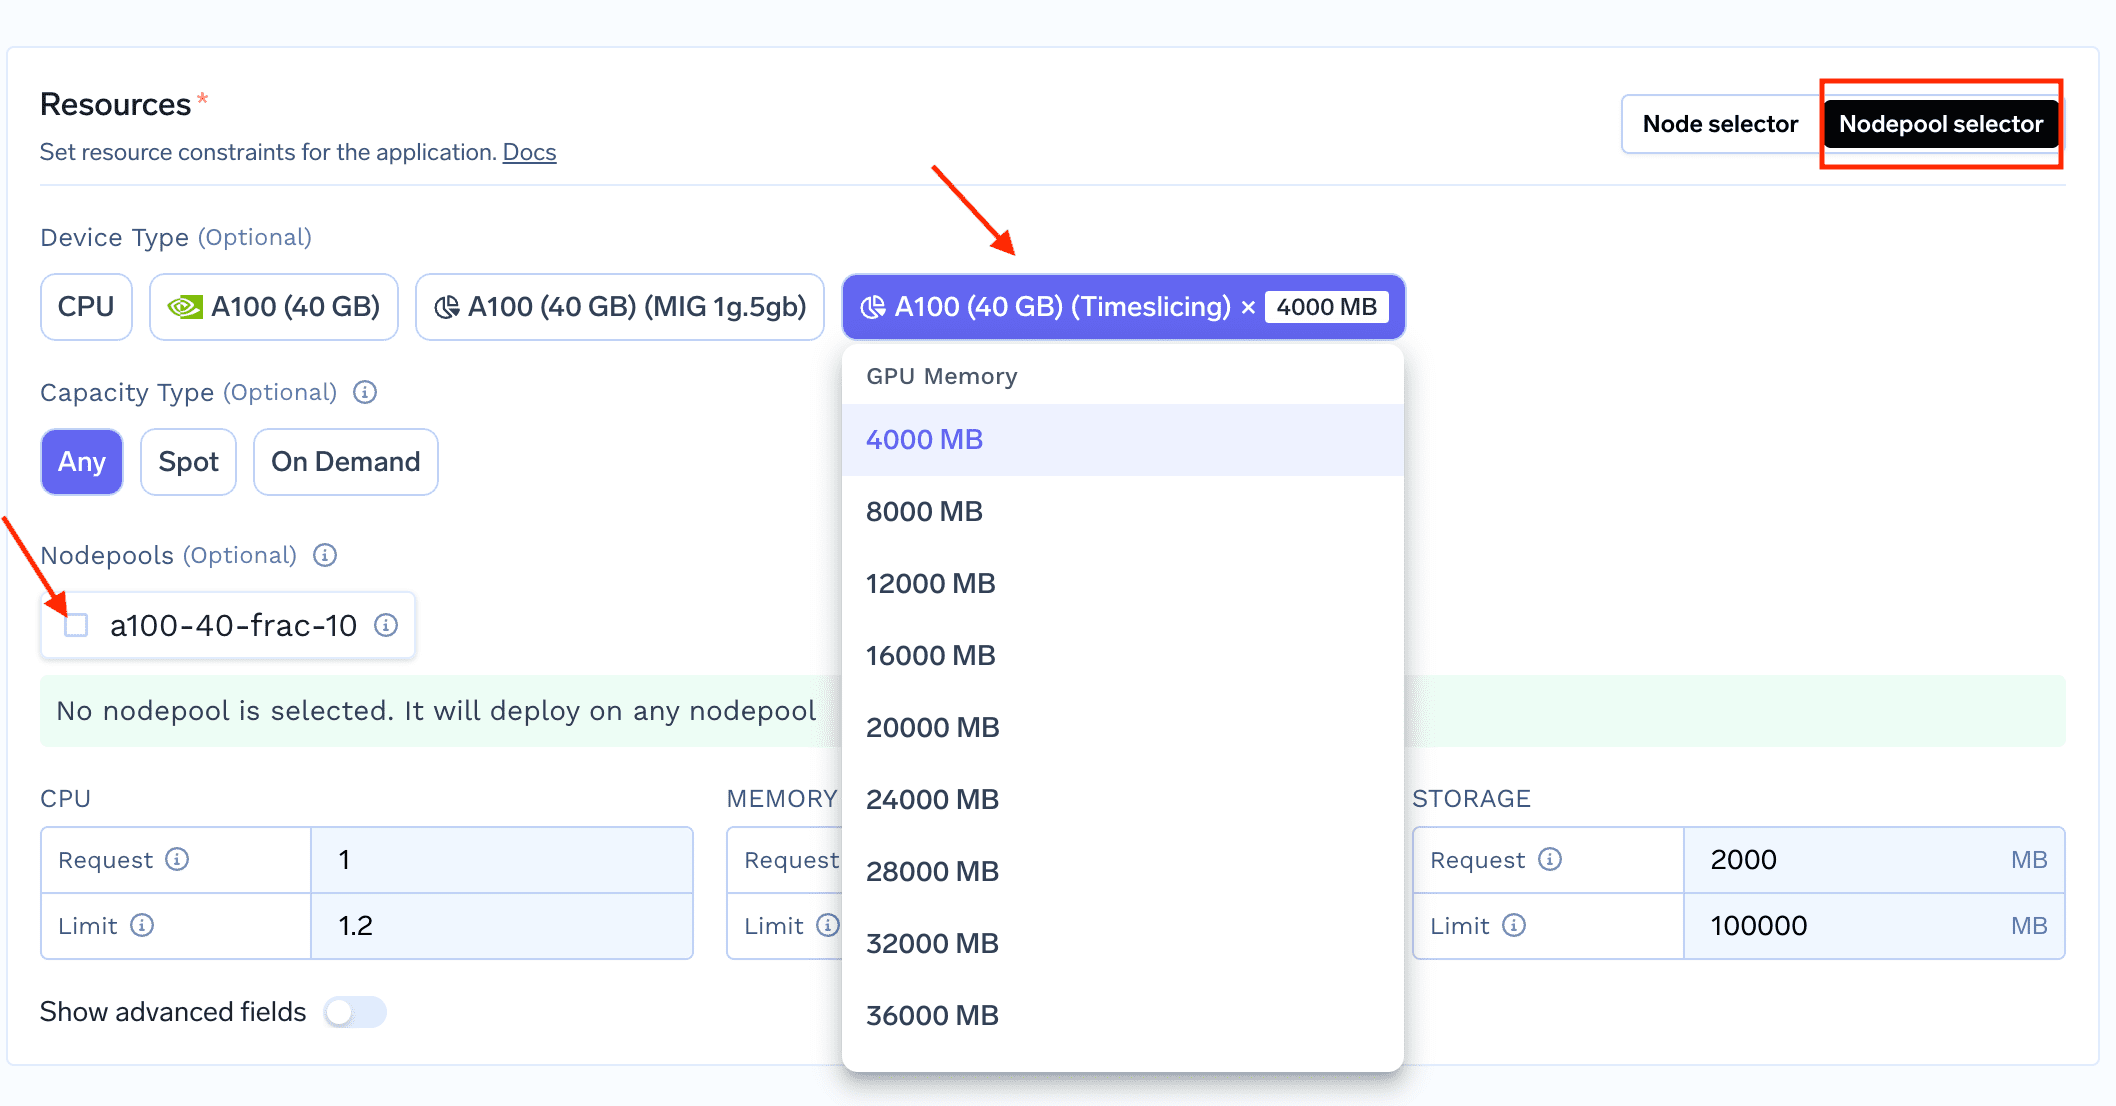 Resources *
Node selector
Nodepool selector
Set resource constraints for the application. Docs
Device Type (Optional)
CPU
A100 (40 GB)
A100 (40 GB) (MIG 1g.5gb)
A100 (40 GB) (Timeslicing) × 4000 MB
GPU Memory
4000 MB
8000 MB
12000 MB
16000 MB
20000 MB
24000 MB
28000 MB
32000 MB
36000 MB
Capacity Type (Optional)
Any
Spot
On Demand
Nodepools (Optional)
a100-40-frac-10
No nodepool is selected. It will deploy on any nodepool
CPU
Request
1
Limit
1.2
MEMORY
Request
Limit
STORAGE
Request
2000 MB
Limit
100000 MB
Show advanced fields